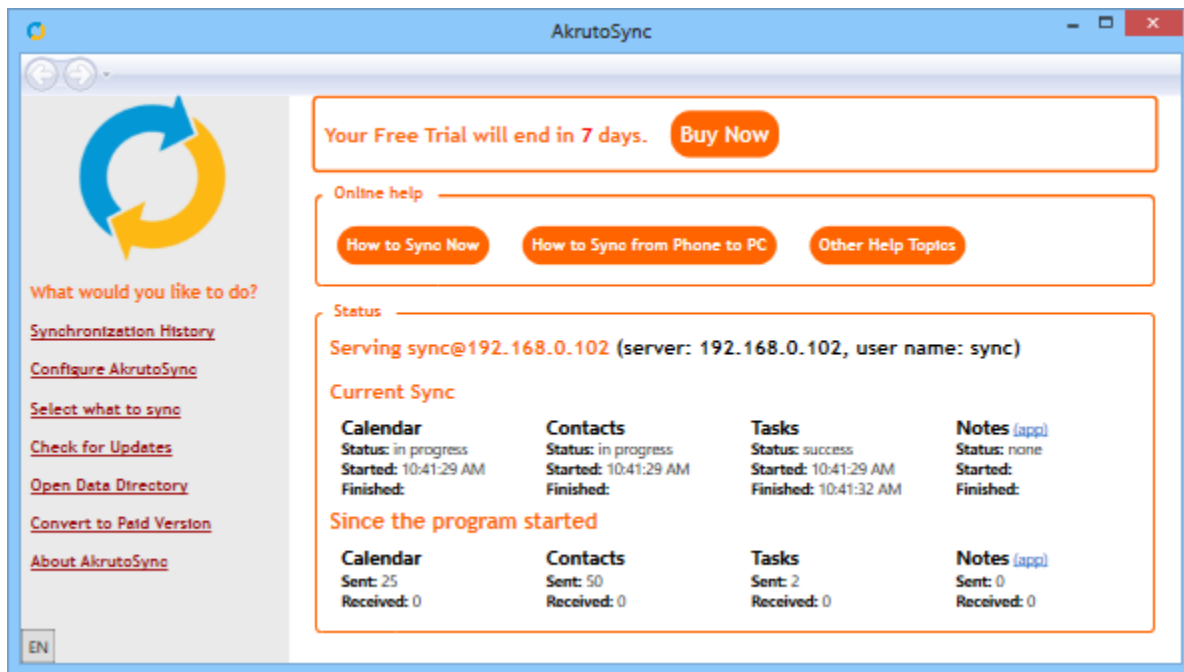 AkrutoSync
Your Free Trial will end in 7 days. Buy Now
Online help
How to Sync Now How to Sync from Phone to PC Other Help Topics
What would you like to do?
Synchronization History
Configure AkrutoSync
Select what to sync
Check for Updates
Open Data Directory
Convert to Paid Version
About AkrutoSync
EN
Status
Serving sync@192.168.0.102 (server: 192.168.0.102, user name: sync)
Current Sync
Calendar Contacts Tasks Notes (app)
Status: in progress Status: in progress Status: success Status: none
Started: 10:41:29 AM Started: 10:41:29 AM Started: 10:41:29 AM Started:
Finished: Finished: Finished: 10:41:32 AM Finished:
Since the program started
Calendar Contacts Tasks Notes (app)
Sent: 25 Sent: 50 Sent: 2 Sent: 0
Received: 0 Received: 0 Received: 0 Received: 0